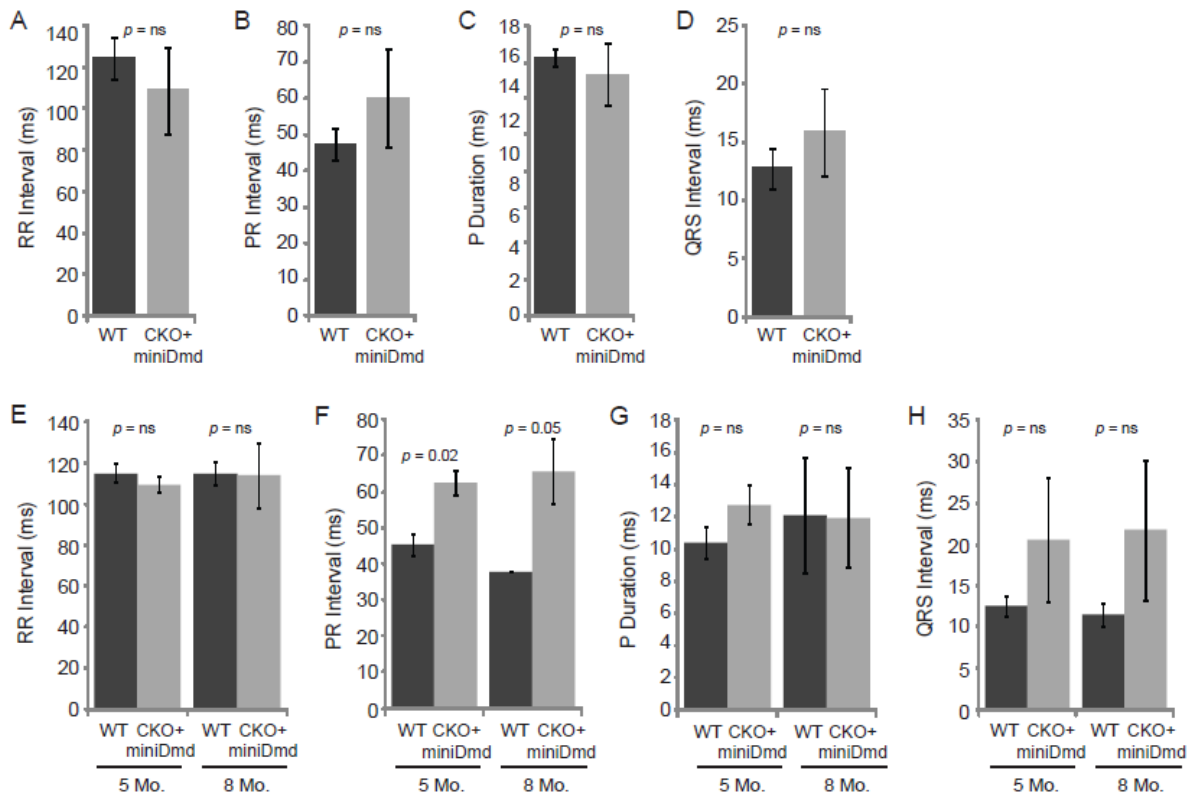 A
RR Interval (ms)
140
120
100
80
60
40
20
0
p = ns
WT
CKO+
miniDmd
B
PR Interval (ms)
80
70
60
50
40
30
20
10
0
p = ns
WT
CKO+
miniDmd
C
P Duration (ms)
16
14
12
10
8
6
4
2
0
p = ns
WT
CKO+
miniDmd
D
QRS Interval (ms)
25
20
15
10
5
0
p = ns
WT
CKO+
miniDmd
E
RR Interval (ms)
140
120
100
80
60
40
20
0
p = ns
p = ns
WT CKO+
miniDmd
WT CKO+
miniDmd
5 Mo.
8 Mo.
F
PR Interval (ms)
80
70
60
50
40
30
20
10
0
p = 0.02
p = 0.05
WT CKO+
miniDmd
WT CKO+
miniDmd
5 Mo.
8 Mo.
G
P Duration (ms)
18
16
14
12
10
8
6
4
2
0
p = ns
p = ns
WT CKO+
miniDmd
WT CKO+
miniDmd
5 Mo.
8 Mo.
H
QRS Interval (ms)
35
30
25
20
15
10
5
0
p = ns
p = ns
WT CKO+
miniDmd
WT CKO+
miniDmd
5 Mo.
8 Mo.